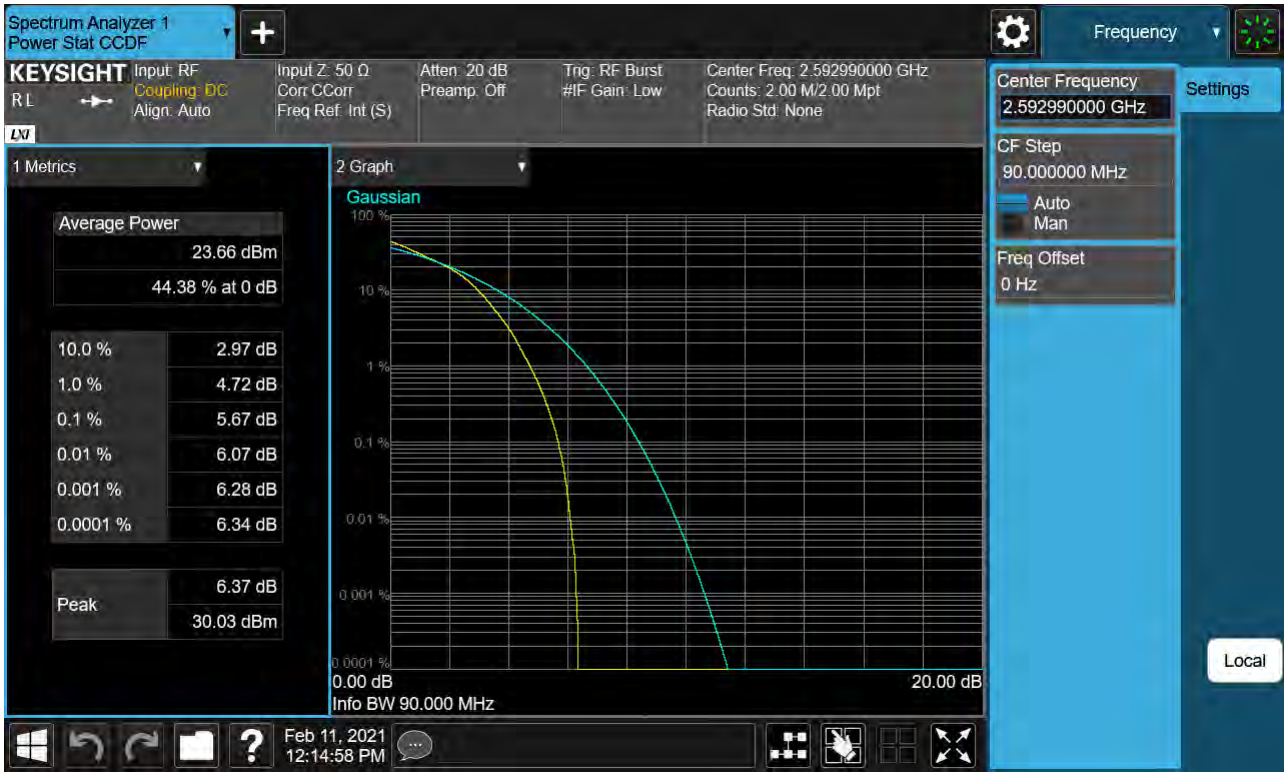 Spectrum Analyzer 1
Power Stat CCDF
Frequency
KEYSIGHT
R L
LXI
Input: RF
Coupling: DC
Align: Auto
Input Z: 50 Ω
Corr CCorr
Freq Ref: Int (S)
Atten: 20 dB
Preamp: Off
Trig: RF Burst
#IF Gain: Low
Center Freq: 2.592990000 GHz
Counts: 2.00 M/2.00 Mpt
Radio Std: None
Center Frequency
2.592990000 GHz
Settings
CF Step
90.000000 MHz
Auto
Man
Freq Offset
0 Hz
Local
1 Metrics
Average Power
23.66 dBm
44.38 % at 0 dB
10.0 % 2.97 dB
1.0 % 4.72 dB
0.1 % 5.67 dB
0.01 % 6.07 dB
0.001 % 6.28 dB
0.0001 % 6.34 dB
Peak
6.37 dB
30.03 dBm
2 Graph
Gaussian
100 %
10 %
1 %
0.1 %
0.01 %
0.001 %
0.0001 %
0.00 dB 20.00 dB
Info BW 90.000 MHz
?
Feb 11, 2021
12:14:58 PM